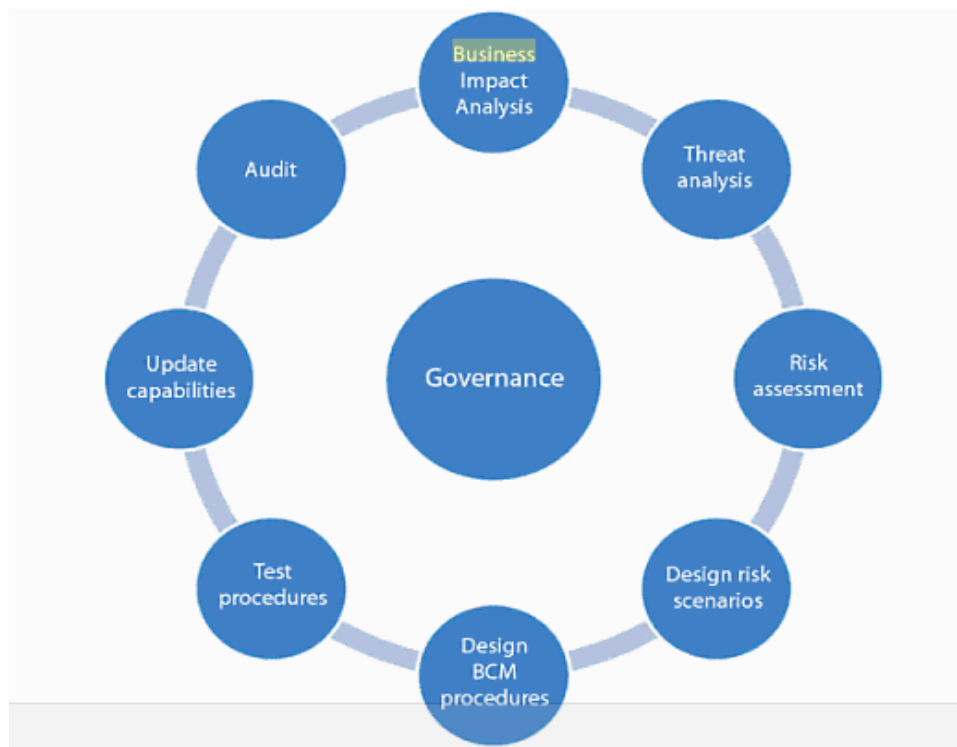 Business
Impact
Analysis
Threat
analysis
Risk
assessment
Design risk
scenarios
Design
BCM
procedures
Test
procedures
Update
capabilities
Audit
Governance